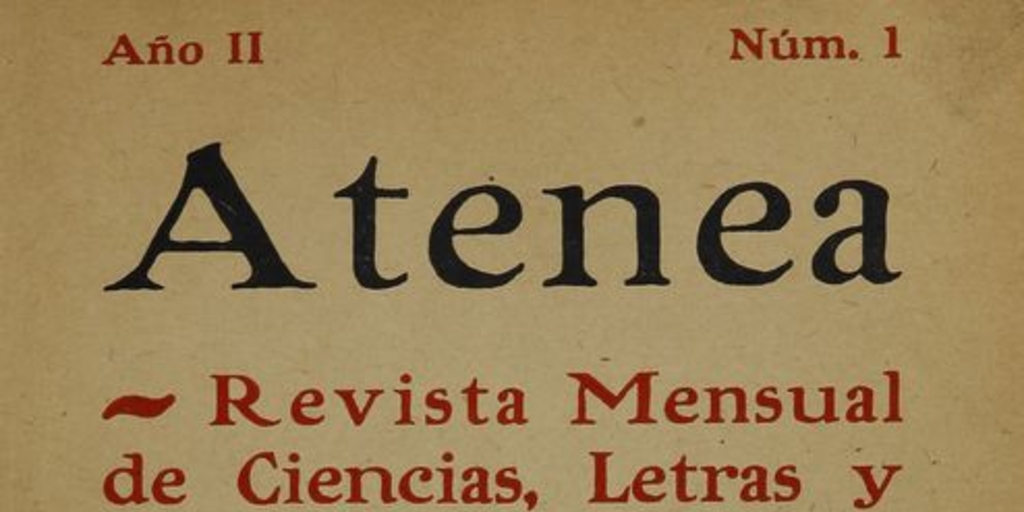 Año II Núm. 1
Atenea
~ Revista Mensual
de Ciencias, Letras y